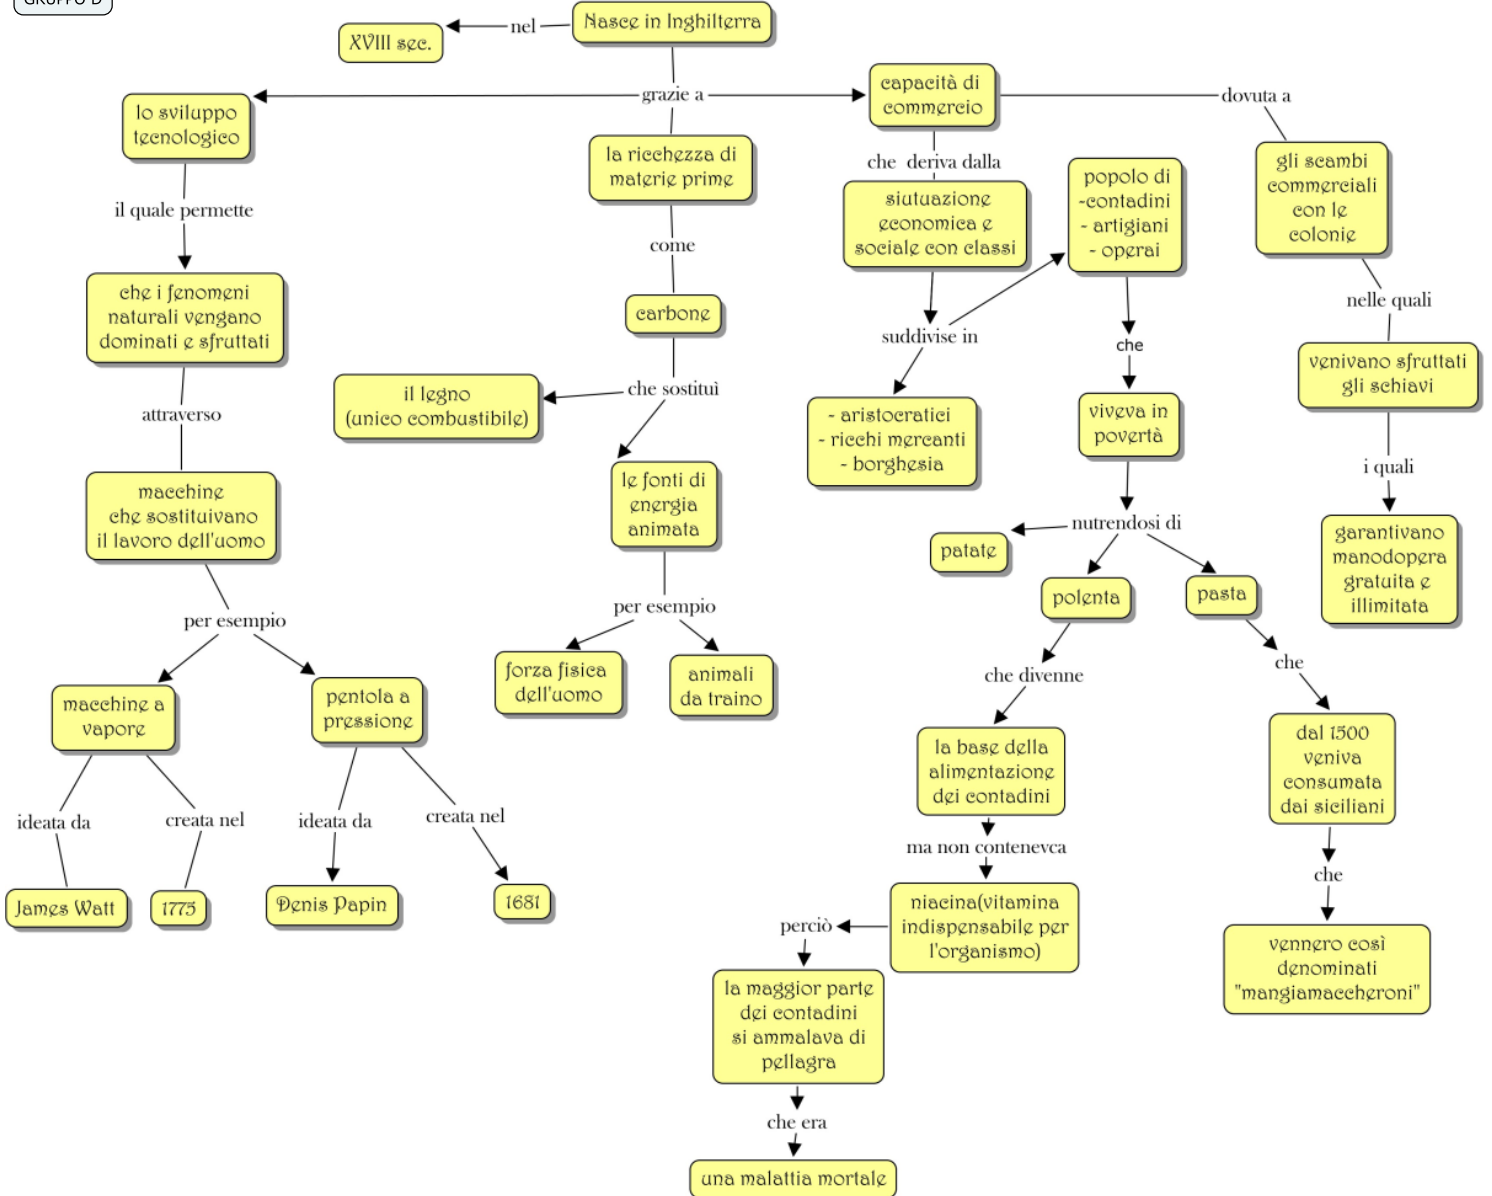 GRUPPO D
Nasce in Inghilterra
nel
XVIII sec.
grazie a
lo sviluppo
tecnologico
il quale permette
che i fenomeni
naturali vengano
dominati e sfruttati
attraverso
macchine
che sostituivano
il lavoro dell'uomo
per esempio
macchine a
vapore
ideata da
James Watt
creata nel
1775
pentola a
pressione
ideata da
Denis Papin
creata nel
1681
la ricchezza di
materie prime
come
carbone
che sostituì
il legno
(unico combustibile)
le fonti di
energia
animata
per esempio
forza fisica
dell'uomo
animali
da traino
capacità di
commercio
che deriva dalla
siutuazione
economica e
sociale con classi
suddivise in
- aristocratici
- ricchi mercanti
- borghesia
popolo di
-contadini
- artigiani
- operai
che
viveva in
povertà
nutrendosi di
patate
polenta
che divenne
la base della
alimentazione
dei contadini
ma non contenevca
niacina(vitamina
indispensabile per
l'organismo)
perciò
la maggior parte
dei contadini
si ammalava di
pellagra
che era
una malattia mortale
pasta
che
dal 1500
veniva
consumata
dai siciliani
che
vennero così
denominati
"mangiamaccheroni"
dovuta a
gli scambi
commerciali
con le
colonie
nelle quali
venivano sfruttati
gli schiavi
i quali
garantivano
manodopera
gratuita e
illimitata